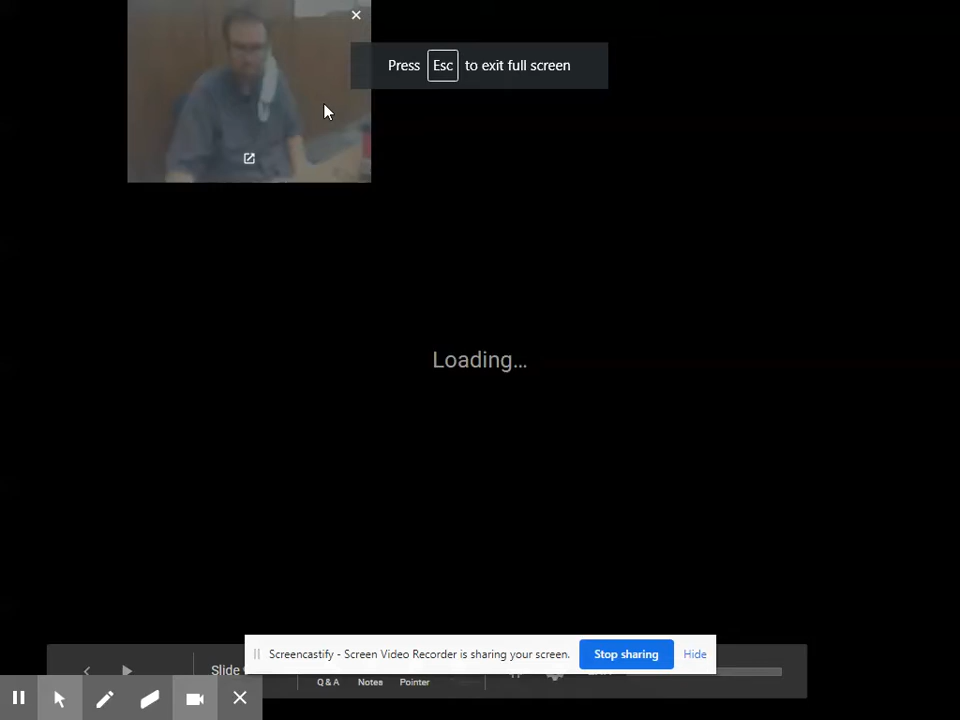 Press Esc to exit full screen
Loading...
Screencastify - Screen Video Recorder is sharing your screen.
Stop sharing
Hide
Slide
Q & A
Notes
Pointer